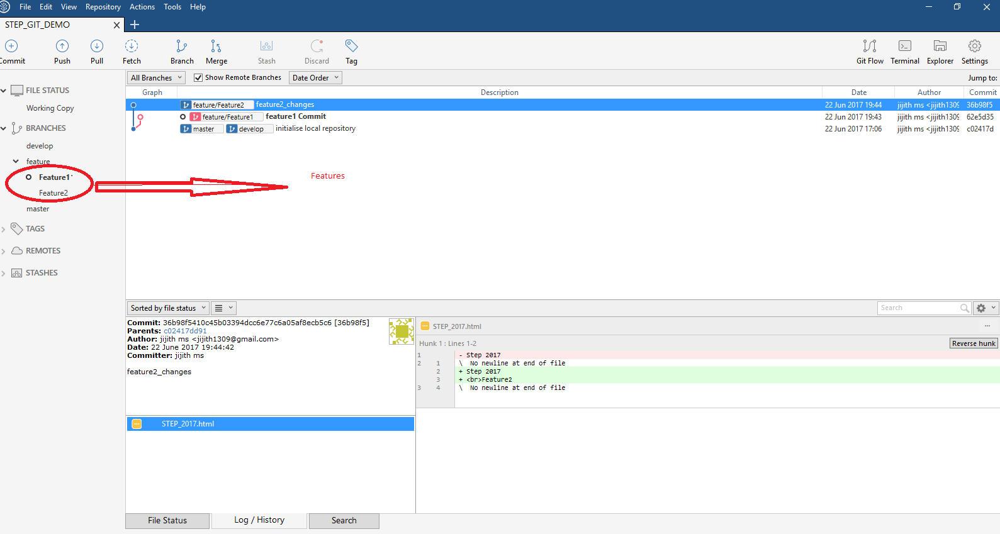 File Edit View Repository Actions Tools Help
STEP_GIT_DEMO
Commit Push Pull Fetch Branch Merge Stash Discard Tag Git Flow Terminal Explorer Settings
All Branches Show Remote Branches Date Order Jump to:
Graph Description Date Author Commit
feature/Feature2 feature2_changes 22 Jun 2017 19:44 jijith ms <jijith1309 36b98f5
feature/Feature1 feature1 Commit 22 Jun 2017 19:43 jijith ms <jijith1309 62e5d35
master develop initialise local repository 22 Jun 2017 17:06 jijith ms <jijith1309 c02417d
FILE STATUS
Working Copy
BRANCHES
develop
feature
Feature1
Feature2
master
TAGS
REMOTES
STASHES
Features
Sorted by file status
Search
Commit: 36b98f5410c45b03394dcc6e77c6a05af8ecb5c6 [36b98f5]
Parents: c02417dd91
Author: jijith ms <jijith1309@gmail.com>
Date: 22 June 2017 19:44:42
Committer: jijith ms
feature2_changes
STEP_2017.html
STEP_2017.html
Hunk 1 : Lines 1-2 Reverse hunk
1 - Step 2017
2 1 \ No newline at end of file
2 + Step 2017
3 + <br>Feature2
3 4 \ No newline at end of file
File Status Log / History Search